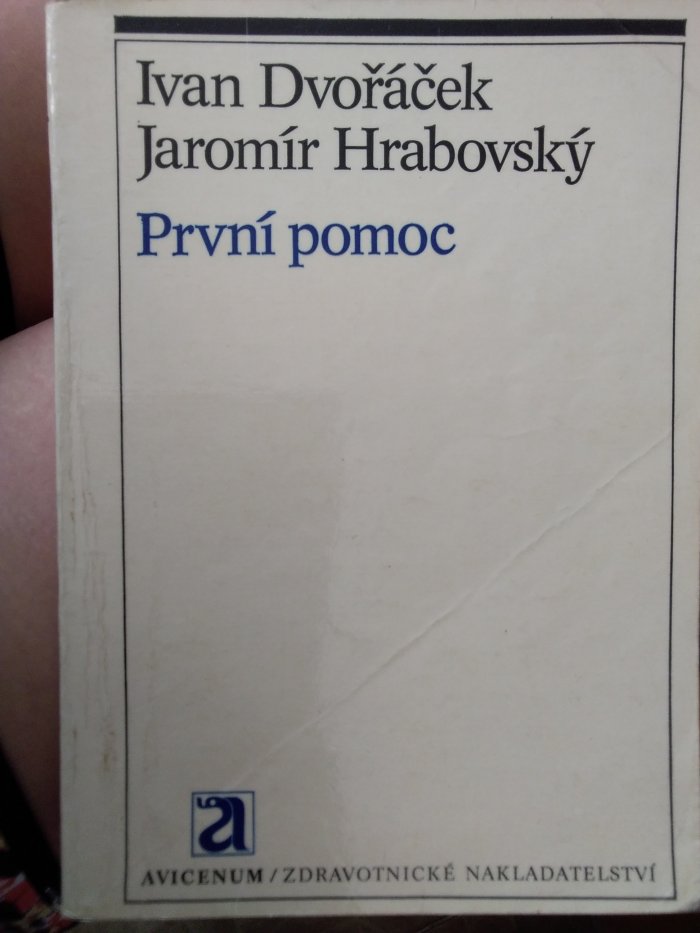 Ivan Dvořáček
Jaromír Hrabovský
První pomoc
a
AVICENUM / ZDRAVOTNICKÉ NAKLADATELSTVÍ